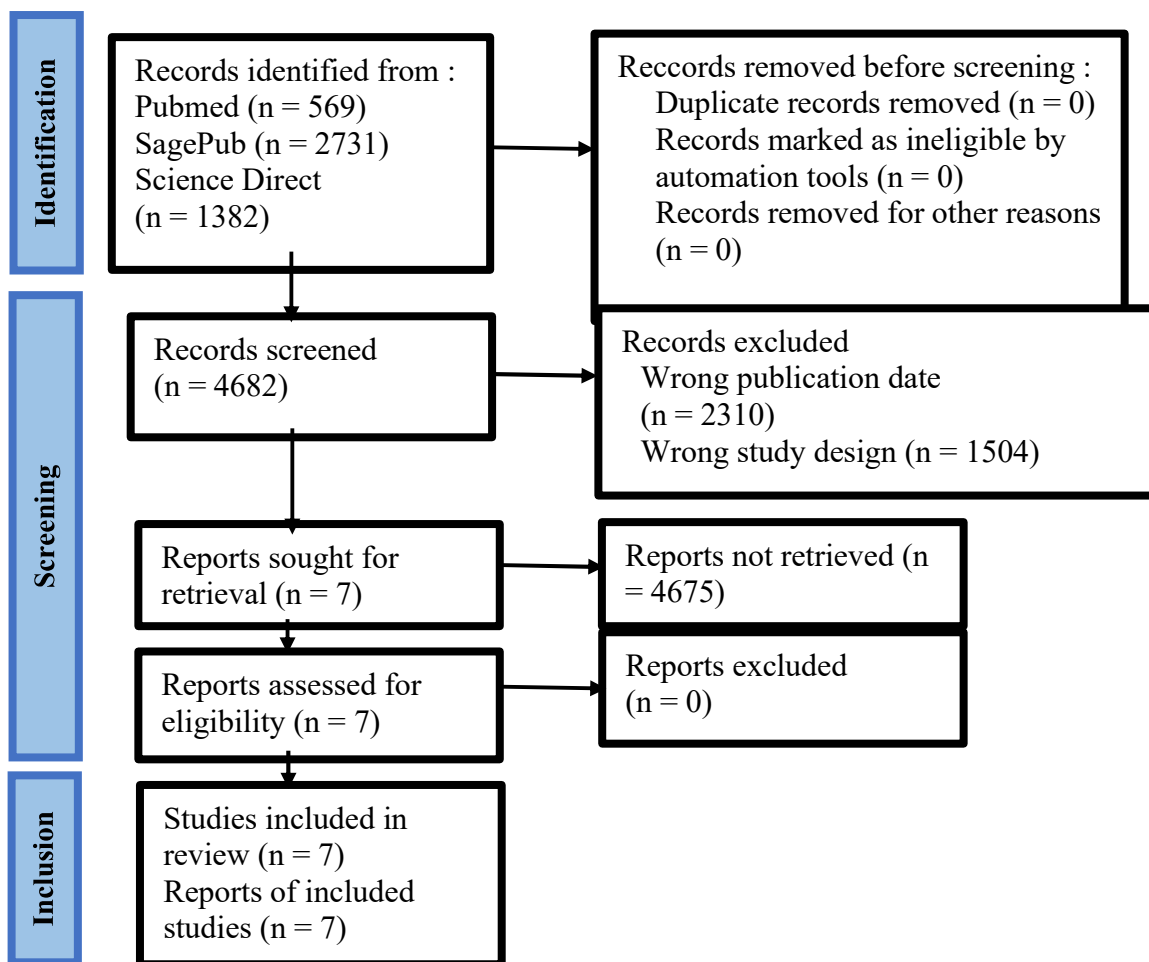 Identification
Records identified from :
Pubmed (n = 569)
SagePub (n = 2731)
Science Direct
(n = 1382)
Reccords removed before screening :
Duplicate records removed (n = 0)
Records marked as ineligible by
automation tools (n = 0)
Records removed for other reasons
(n = 0)
Screening
Records screened
(n = 4682)
Records excluded
Wrong publication date
(n = 2310)
Wrong study design (n = 1504)
Reports sought for
retrieval (n = 7)
Reports not retrieved (n
= 4675)
Reports assessed for
eligibility (n = 7)
Reports excluded
(n = 0)
Inclusion
Studies included in
review (n = 7)
Reports of included
studies (n = 7)